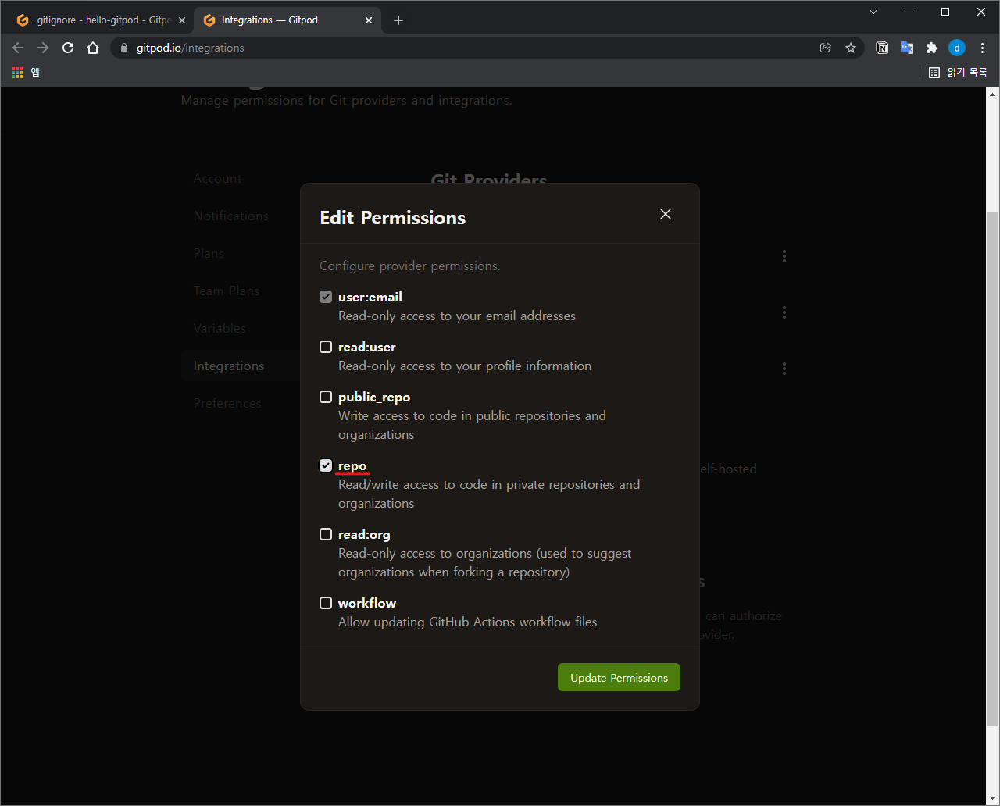 .gitignore - hello-gitpod - Gitpo
Integrations — Gitpod
gitpod.io/integrations
d
앱
읽기 목록
Manage permissions for Git providers and integrations.
Account
Notifications
Plans
Team Plans
Variables
Integrations
Preferences
Git Providers
Edit Permissions
Configure provider permissions.
user:email
Read-only access to your email addresses
read:user
Read-only access to your profile information
public_repo
Write access to code in public repositories and
organizations
repo
Read/write access to code in private repositories and
organizations
read:org
Read-only access to organizations (used to suggest
organizations when forking a repository)
workflow
Allow updating GitHub Actions workflow files
Update Permissions
elf-hosted
s
can authorize
ovider.